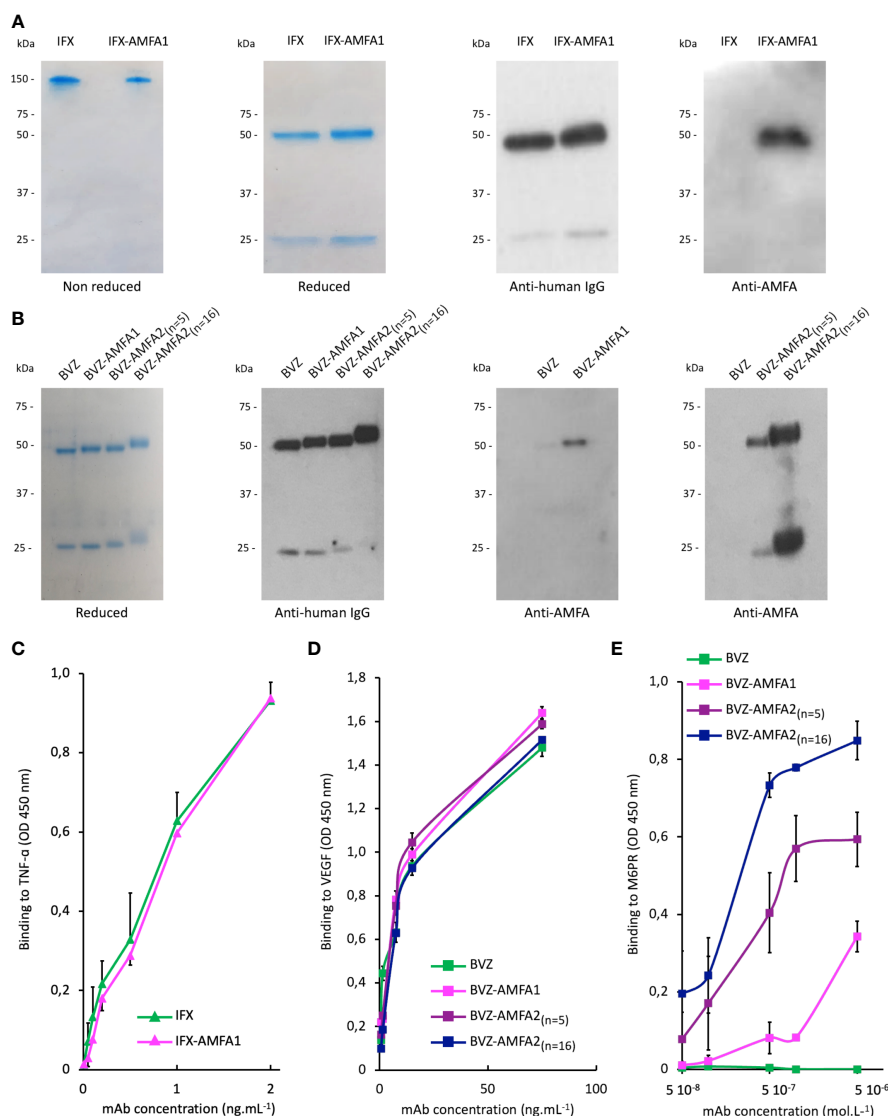 A
kDa IFX IFX-AMFA1
150 -
75 -
50 -
37 -
25 -
Non reduced
kDa IFX IFX-AMFA1
75 -
50 -
37 -
25 -
Reduced
kDa IFX IFX-AMFA1
75 -
50 -
37 -
25 -
Anti-human IgG
kDa IFX IFX-AMFA1
75 -
50 -
37 -
25 -
Anti-AMFA
B
kDa BVZ BVZ-AMFA1 BVZ-AMFA2(n=5) BVZ-AMFA2(n=16)
75 -
50 -
37 -
25 -
Reduced
kDa BVZ BVZ-AMFA1 BVZ-AMFA2(n=5) BVZ-AMFA2(n=16)
75 -
50 -
37 -
25 -
Anti-human IgG
kDa BVZ BVZ-AMFA1
75 -
50 -
37 -
25 -
Anti-AMFA
kDa BVZ BVZ-AMFA2(n=5) BVZ-AMFA2(n=16)
75 -
50 -
37 -
25 -
Anti-AMFA
C
Binding to TNF-α (OD 450 nm)
1,0
0,8
0,6
0,4
0,2
0
0 1 2
IFX
IFX-AMFA1
mAb concentration (ng.mL-1)
D
Binding to VEGF (OD 450 nm)
1,8
1,6
1,4
1,2
1,0
0,8
0,6
0,4
0,2
0
0 50 100
BVZ
BVZ-AMFA1
BVZ-AMFA2(n=5)
BVZ-AMFA2(n=16)
mAb concentration (ng.mL-1)
E
BVZ
BVZ-AMFA1
BVZ-AMFA2(n=5)
BVZ-AMFA2(n=16)
Binding to M6PR (OD 450 nm)
1,0
0,8
0,6
0,4
0,2
0
5 10-8 5 10-7 5 10-6
mAb concentration (mol.L-1)